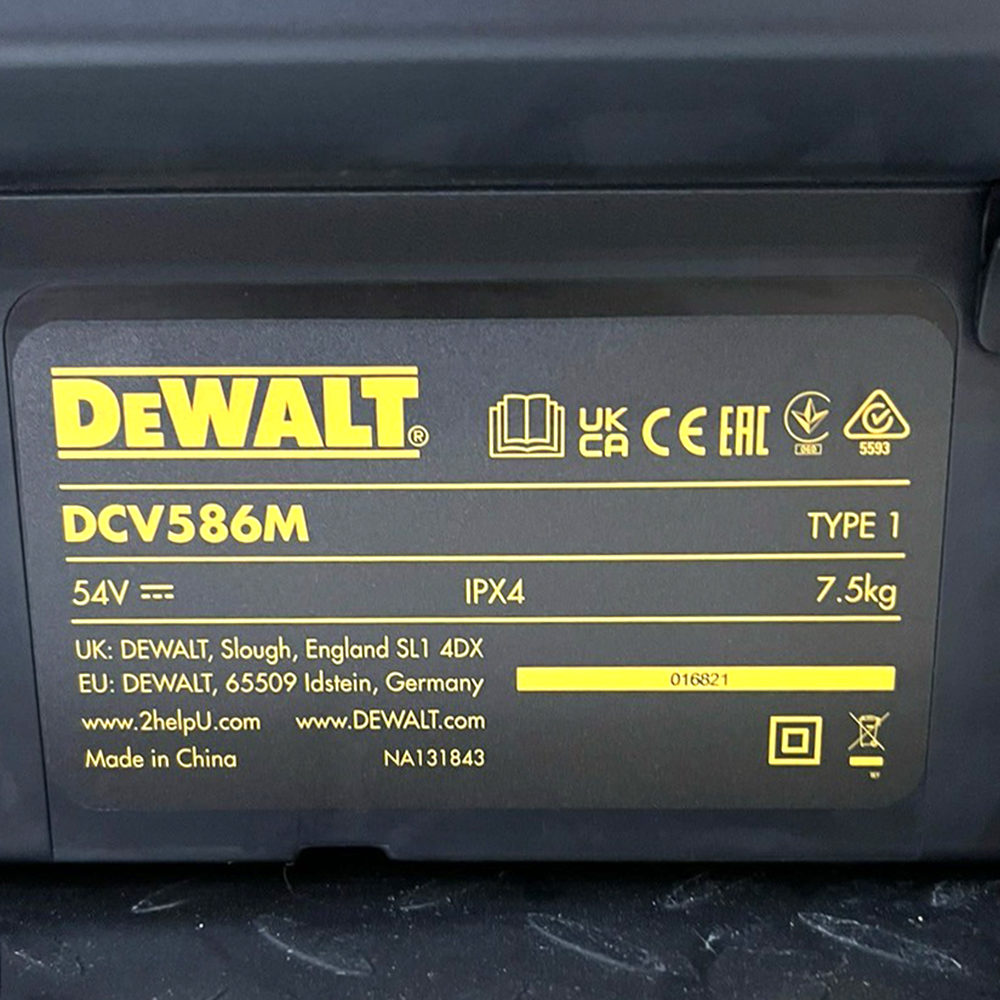 DEWALT®
UK CA CE EAC
5593
DCV586M TYPE 1
54V IPX4 7.5kg
UK: DEWALT, Slough, England SL1 4DX
EU: DEWALT, 65509 Idstein, Germany
016821
www.2helpU.com www.DEWALT.com
Made in China NA131843